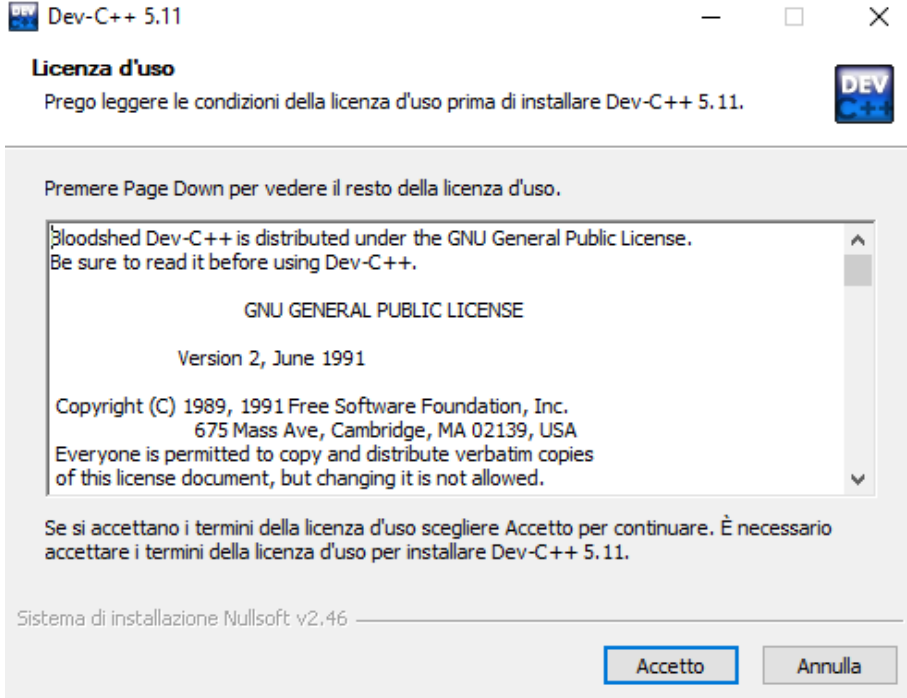 Dev-C++ 5.11
Licenza d'uso
Prego leggere le condizioni della licenza d'uso prima di installare Dev-C++ 5.11.
DEV
C++
Premere Page Down per vedere il resto della licenza d'uso.
Bloodshed Dev-C++ is distributed under the GNU General Public License.
Be sure to read it before using Dev-C++.
GNU GENERAL PUBLIC LICENSE
Version 2, June 1991
Copyright (C) 1989, 1991 Free Software Foundation, Inc.
675 Mass Ave, Cambridge, MA 02139, USA
Everyone is permitted to copy and distribute verbatim copies
of this license document, but changing it is not allowed.
Se si accettano i termini della licenza d'uso scegliere Accetto per continuare. È necessario
accettare i termini della licenza d'uso per installare Dev-C++ 5.11.
Sistema di installazione Nullsoft v2.46
Accetto
Annulla